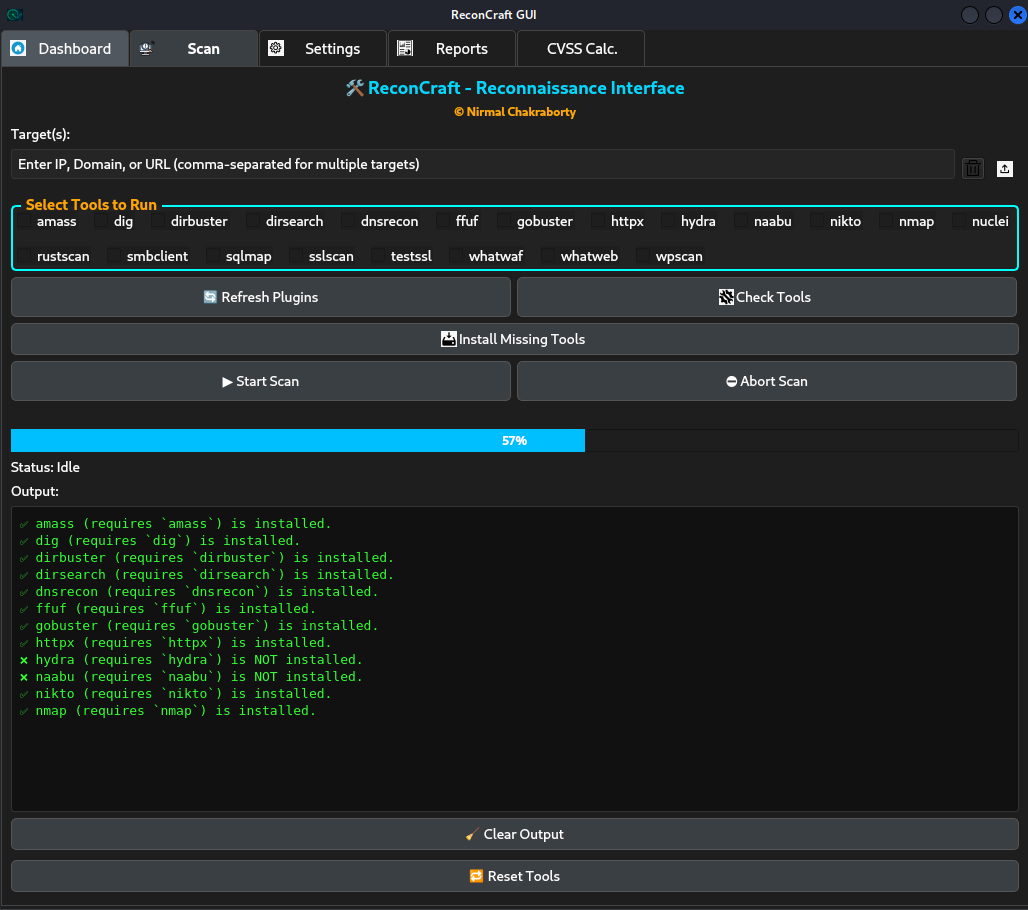 ReconCraft GUI
Dashboard Scan Settings Reports CVSS Calc.
ReconCraft - Reconnaissance Interface
© Nirmal Chakraborty
Target(s):
Enter IP, Domain, or URL (comma-separated for multiple targets)
Select Tools to Run
amass dig dirbuster dirsearch dnsrecon ffuf gobuster httpx hydra naabu nikto nmap nuclei
rustscan smbclient sqlmap sslscan testssl whatwaf whatweb wpscan
Refresh Plugins Check Tools
Install Missing Tools
▶ Start Scan ⛔ Abort Scan
57%
Status: Idle
Output:
✅ amass (requires `amass`) is installed.
✅ dig (requires `dig`) is installed.
✅ dirbuster (requires `dirbuster`) is installed.
✅ dirsearch (requires `dirsearch`) is installed.
✅ dnsrecon (requires `dnsrecon`) is installed.
✅ ffuf (requires `ffuf`) is installed.
✅ gobuster (requires `gobuster`) is installed.
✅ httpx (requires `httpx`) is installed.
❌ hydra (requires `hydra`) is NOT installed.
❌ naabu (requires `naabu`) is NOT installed.
✅ nikto (requires `nikto`) is installed.
✅ nmap (requires `nmap`) is installed.
Clear Output
Reset Tools